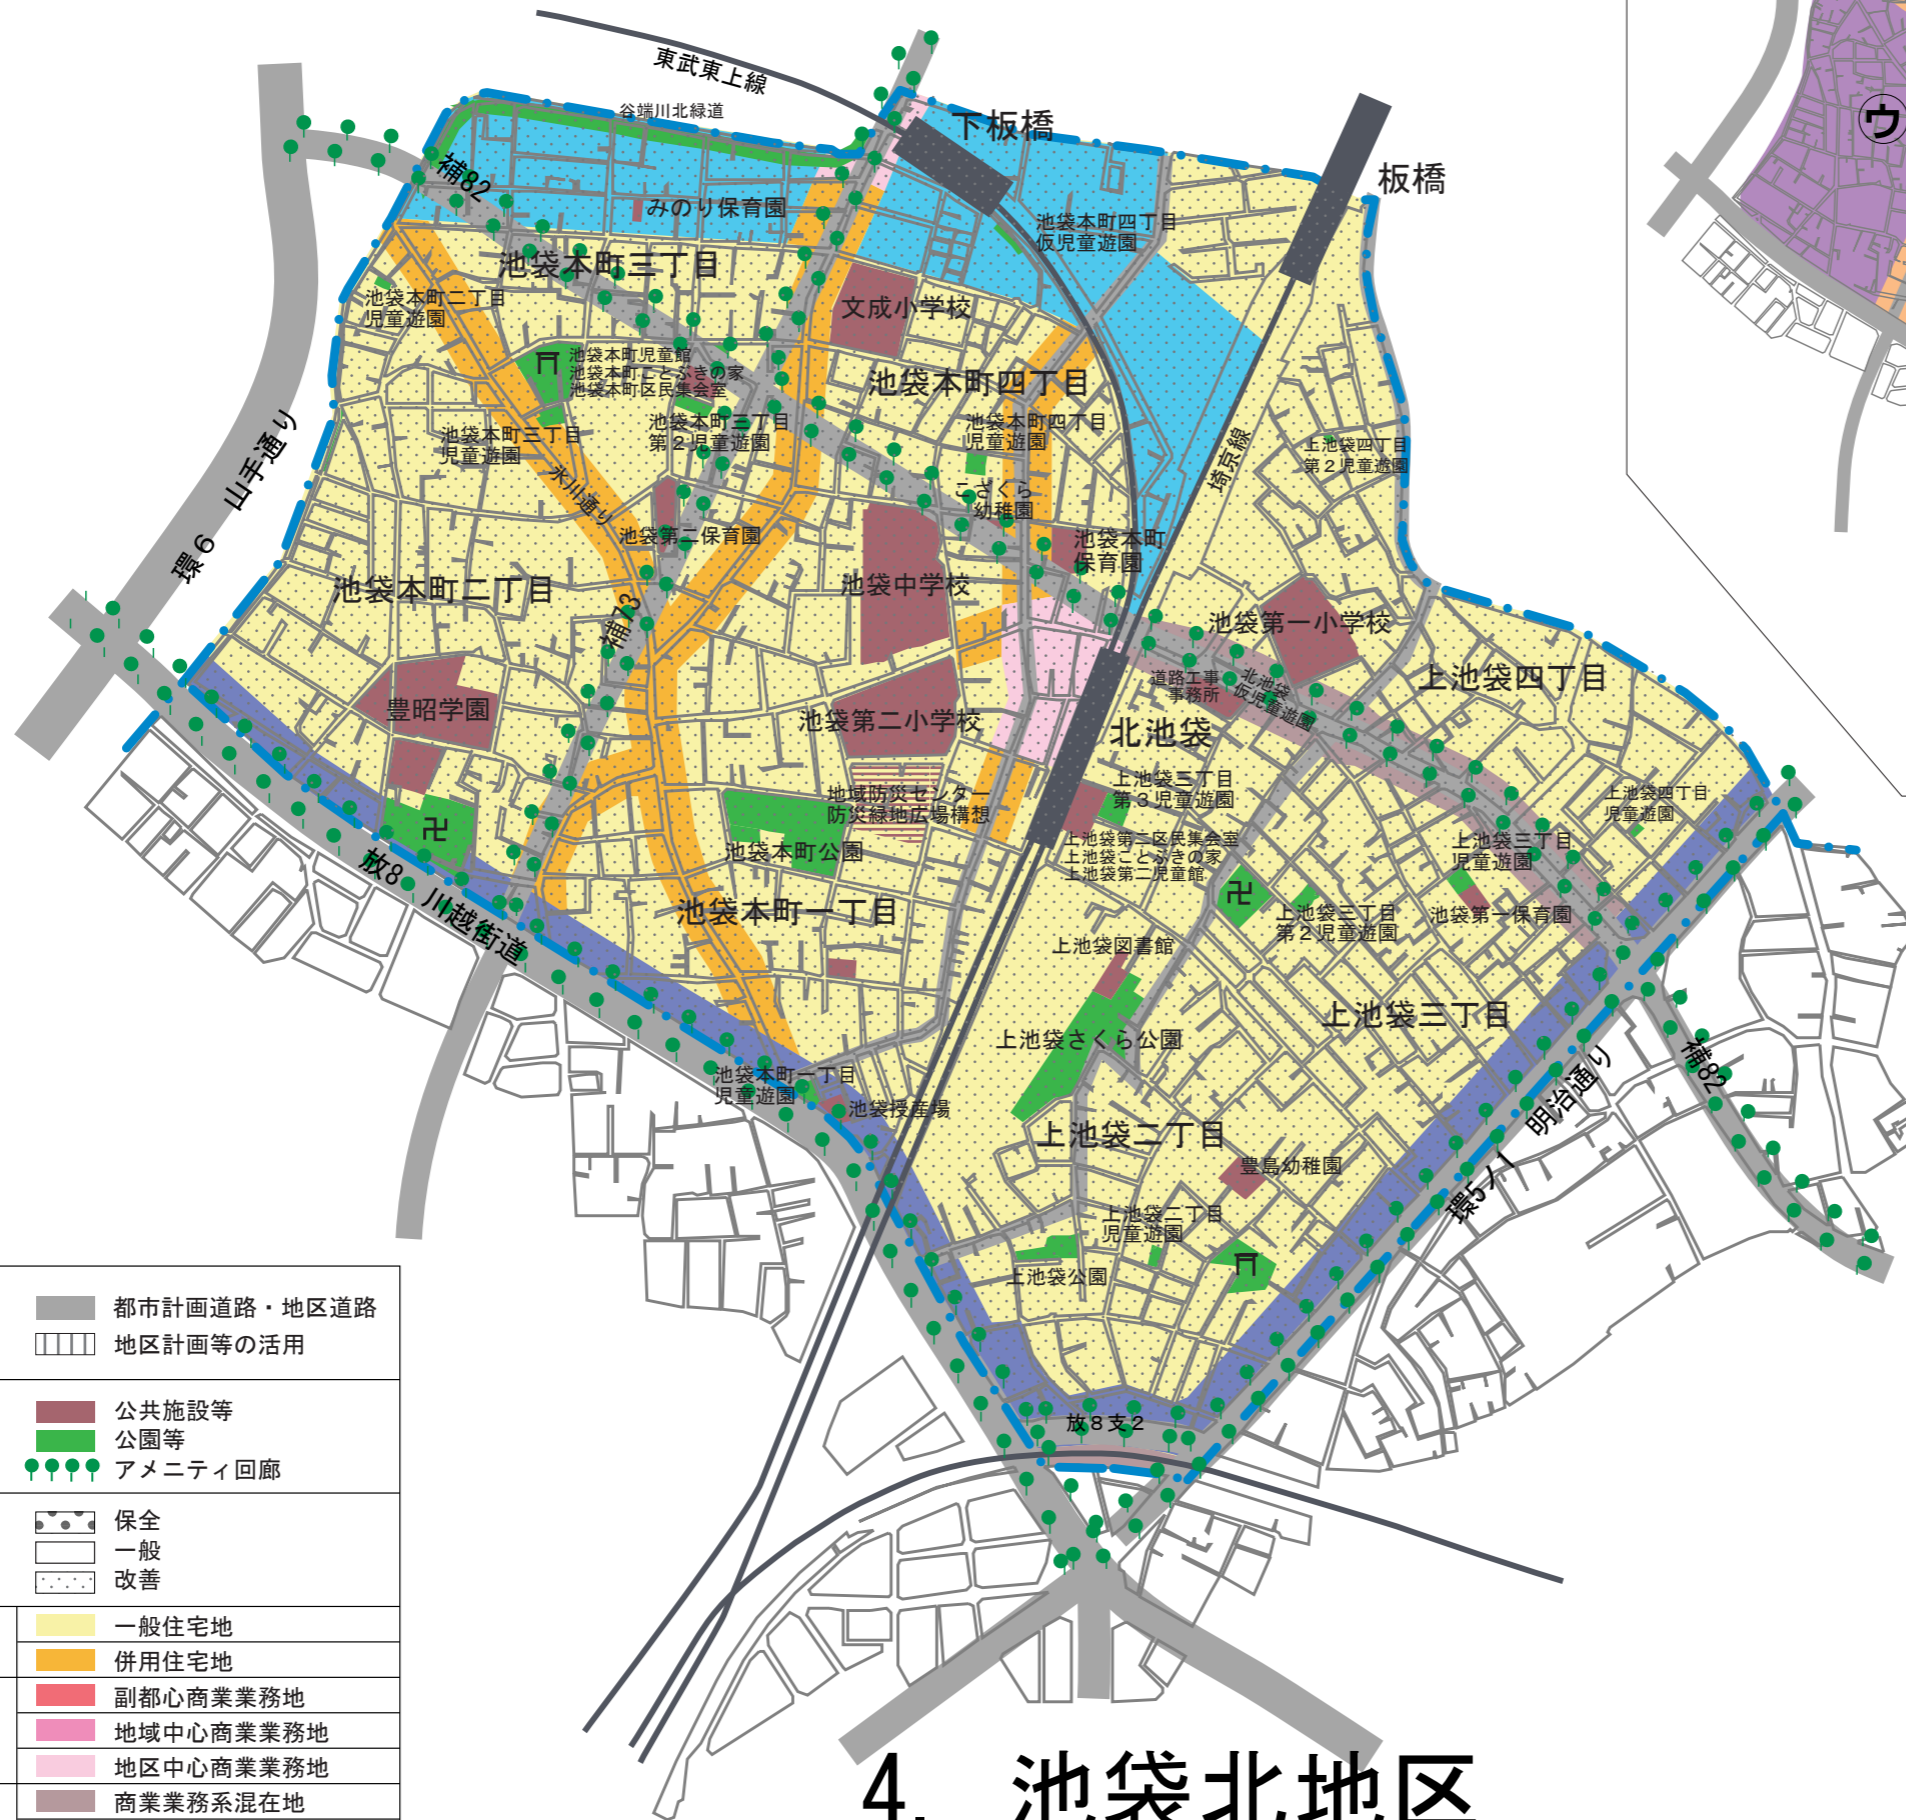 東武東上線
谷端川北緑道
下板橋
板橋
ウ
補82
みのり保育園
池袋本町四丁目
仮児童遊園
池袋本町三丁目
池袋本町二丁目
児童遊園
文成小学校
池袋本町児童館
池袋本町ことぶきの家
池袋本町区民集会室
池袋本町四丁目
池袋本町三丁目
児童遊園
池袋本町三丁目
第2児童遊園
池袋本町四丁目
児童遊園
上池袋四丁目
第2児童遊園
埼京線
環6 山手通り
氷川通り
さくら
幼稚園
池袋第二保育園
池袋本町
保育園
池袋本町二丁目
池袋中学校
補73
池袋第一小学校
上池袋四丁目
道路工事
事務所
北池袋
仮児童遊園
豊昭学園
池袋第二小学校
北池袋
地域防災センター
防災緑地広場構想
上池袋三丁目
第3児童遊園
上池袋四丁目
児童遊園
池袋本町公園
上池袋第二区民集会室
上池袋ことぶきの家
上池袋第二児童館
上池袋三丁目
児童遊園
放8 川越街道
池袋本町一丁目
上池袋三丁目
第2児童遊園
池袋第一保育園
上池袋図書館
上池袋三丁目
上池袋さくら公園
補82
明治通り
池袋本町一丁目
児童遊園
池袋授産場
上池袋二丁目
豊島幼稚園
環5ノ1
上池袋二丁目
児童遊園
上池袋公園
放8支2
都市計画道路・地区道路
地区計画等の活用
公共施設等
公園等
アメニティ回廊
保全
一般
改善
一般住宅地
併用住宅地
副都心商業業務地
地域中心商業業務地
地区中心商業業務地
商業業務系混在地
4. 池袋北地区